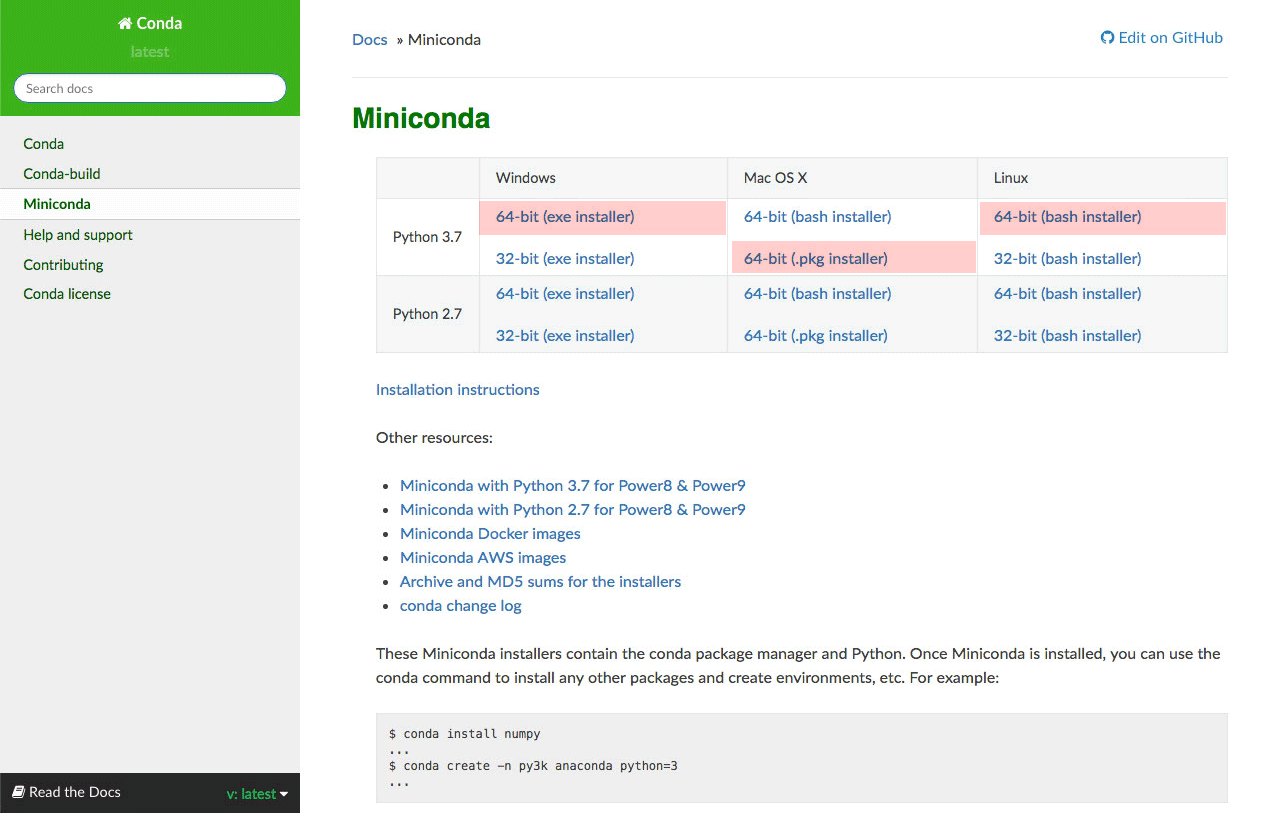 Conda
latest
Search docs
Conda
Conda-build
Miniconda
Help and support
Contributing
Conda license
Read the Docs
v: latest
Docs » Miniconda
Edit on GitHub
Miniconda
Windows Mac OS X Linux
Python 3.7
64-bit (exe installer) 64-bit (bash installer) 64-bit (bash installer)
32-bit (exe installer) 64-bit (.pkg installer) 32-bit (bash installer)
Python 2.7
64-bit (exe installer) 64-bit (bash installer) 64-bit (bash installer)
32-bit (exe installer) 64-bit (.pkg installer) 32-bit (bash installer)
Installation instructions
Other resources:
• Miniconda with Python 3.7 for Power8 & Power9
• Miniconda with Python 2.7 for Power8 & Power9
• Miniconda Docker images
• Miniconda AWS images
• Archive and MD5 sums for the installers
• conda change log
These Miniconda installers contain the conda package manager and Python. Once Miniconda is installed, you can use the
conda command to install any other packages and create environments, etc. For example:
$ conda install numpy
...
$ conda create -n py3k anaconda python=3
...